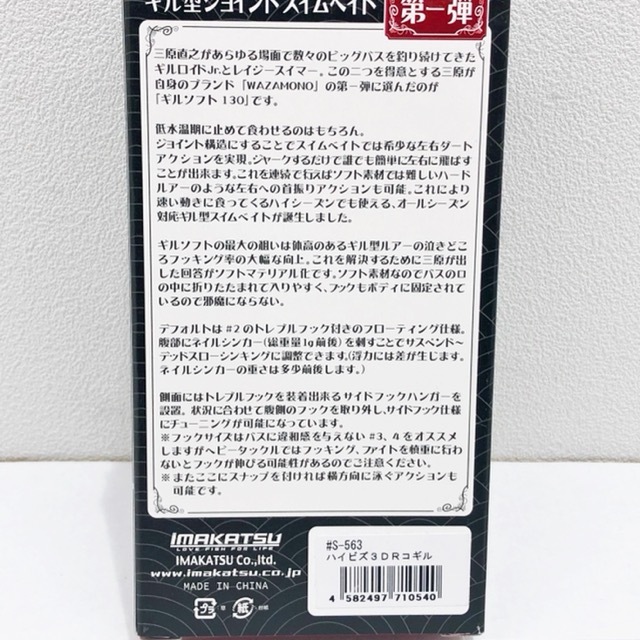 ギル型ジョイントスイムベイト
第一弾
三原直之があらゆる場面で数々のビッグバスを釣り続けてきた
ギルロイドJr.とレイジースイマー。この二つを得意とする三原が
自身のブランド「WAZAMONO」の第一弾に選んだのが
「ギルソフト130」です。
低水温期に止めて食わせるのはもちろん。
ジョイント構造にすることでスイムベイトでは希少な左右ダート
アクションを実現。ジャークするだけで誰でも簡単に左右に飛ばす
ことが出来ます。これを連続で行えばソフト素材では難しいハード
ルアーのような左右への首振りアクションも可能。これにより
速い動きに食ってくるハイシーズンでも使える、オールシーズン
対応ギル型スイムベイトが誕生しました。
ギルソフトの最大の狙いは体高のあるギル型ルアーの泣きどこ
ろフッキング率の大幅な向上。これを解決するために三原が出
した回答がソフトマテリアル化です。ソフト素材なのでバスの口
の中に折りたたまれて入りやすく、フックもボディに固定されて
いるので邪魔にならない。
デフォルトは#2のトレブルフック付きのフローティング仕様。
腹部にネイルシンカー(総重量1g前後)を刺すことでサスペンド～
デッドスローシンキングに調整できます。(浮力には差が生じます。
ネイルシンカーの重さは多少前後します。)
側面にはトレブルフックを装着出来るサイドフックハンガーを
設置。状況に合わせて腹側のフックを取り外し、サイドフック仕様
にチューニングが可能になっています。
※フックサイズはバスに違和感を与えない#3、4をオススメ
しますがヘビータックルではフッキング、ファイトを慎重に行わな
いとフックが伸びる可能性があるのでご注意ください。
※またここにスナップを付ければ横方向に泳ぐアクションも
可能です。
IMAKATSU
LOVE FISH FOR LIFE
IMAKATSU Co.,ltd.
www.imakatsu.co.jp
MADE IN CHINA
プラ
紙
#S-563
ハイビズ3DRコギル
4 582497 710540